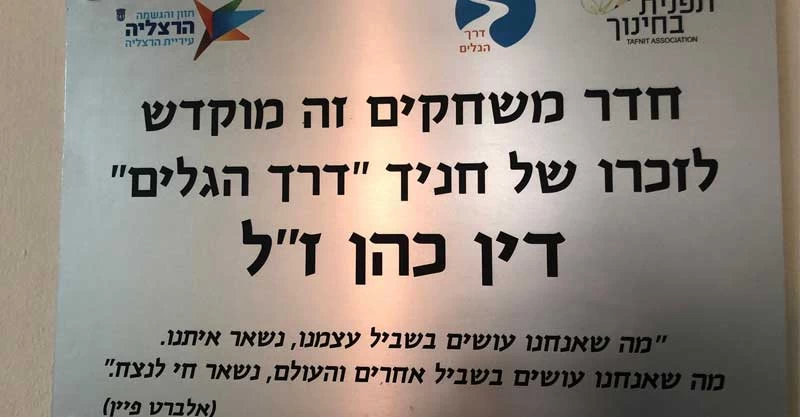 חזון והגשמה
הרצליה
עיריית הרצליה
דרך
הגלים
תפנית
בחינוך
TAFNIT ASSOCIATION
חדר משחקים זה מוקדש
לזכרו של חניך "דרך הגלים"
דין כהן ז"ל
"מה שאנחנו עושים בשביל עצמנו, נשאר איתנו.
מה שאנחנו עושים בשביל אחרים והעולם, נשאר חי לנצח."
(אלברט פיין)